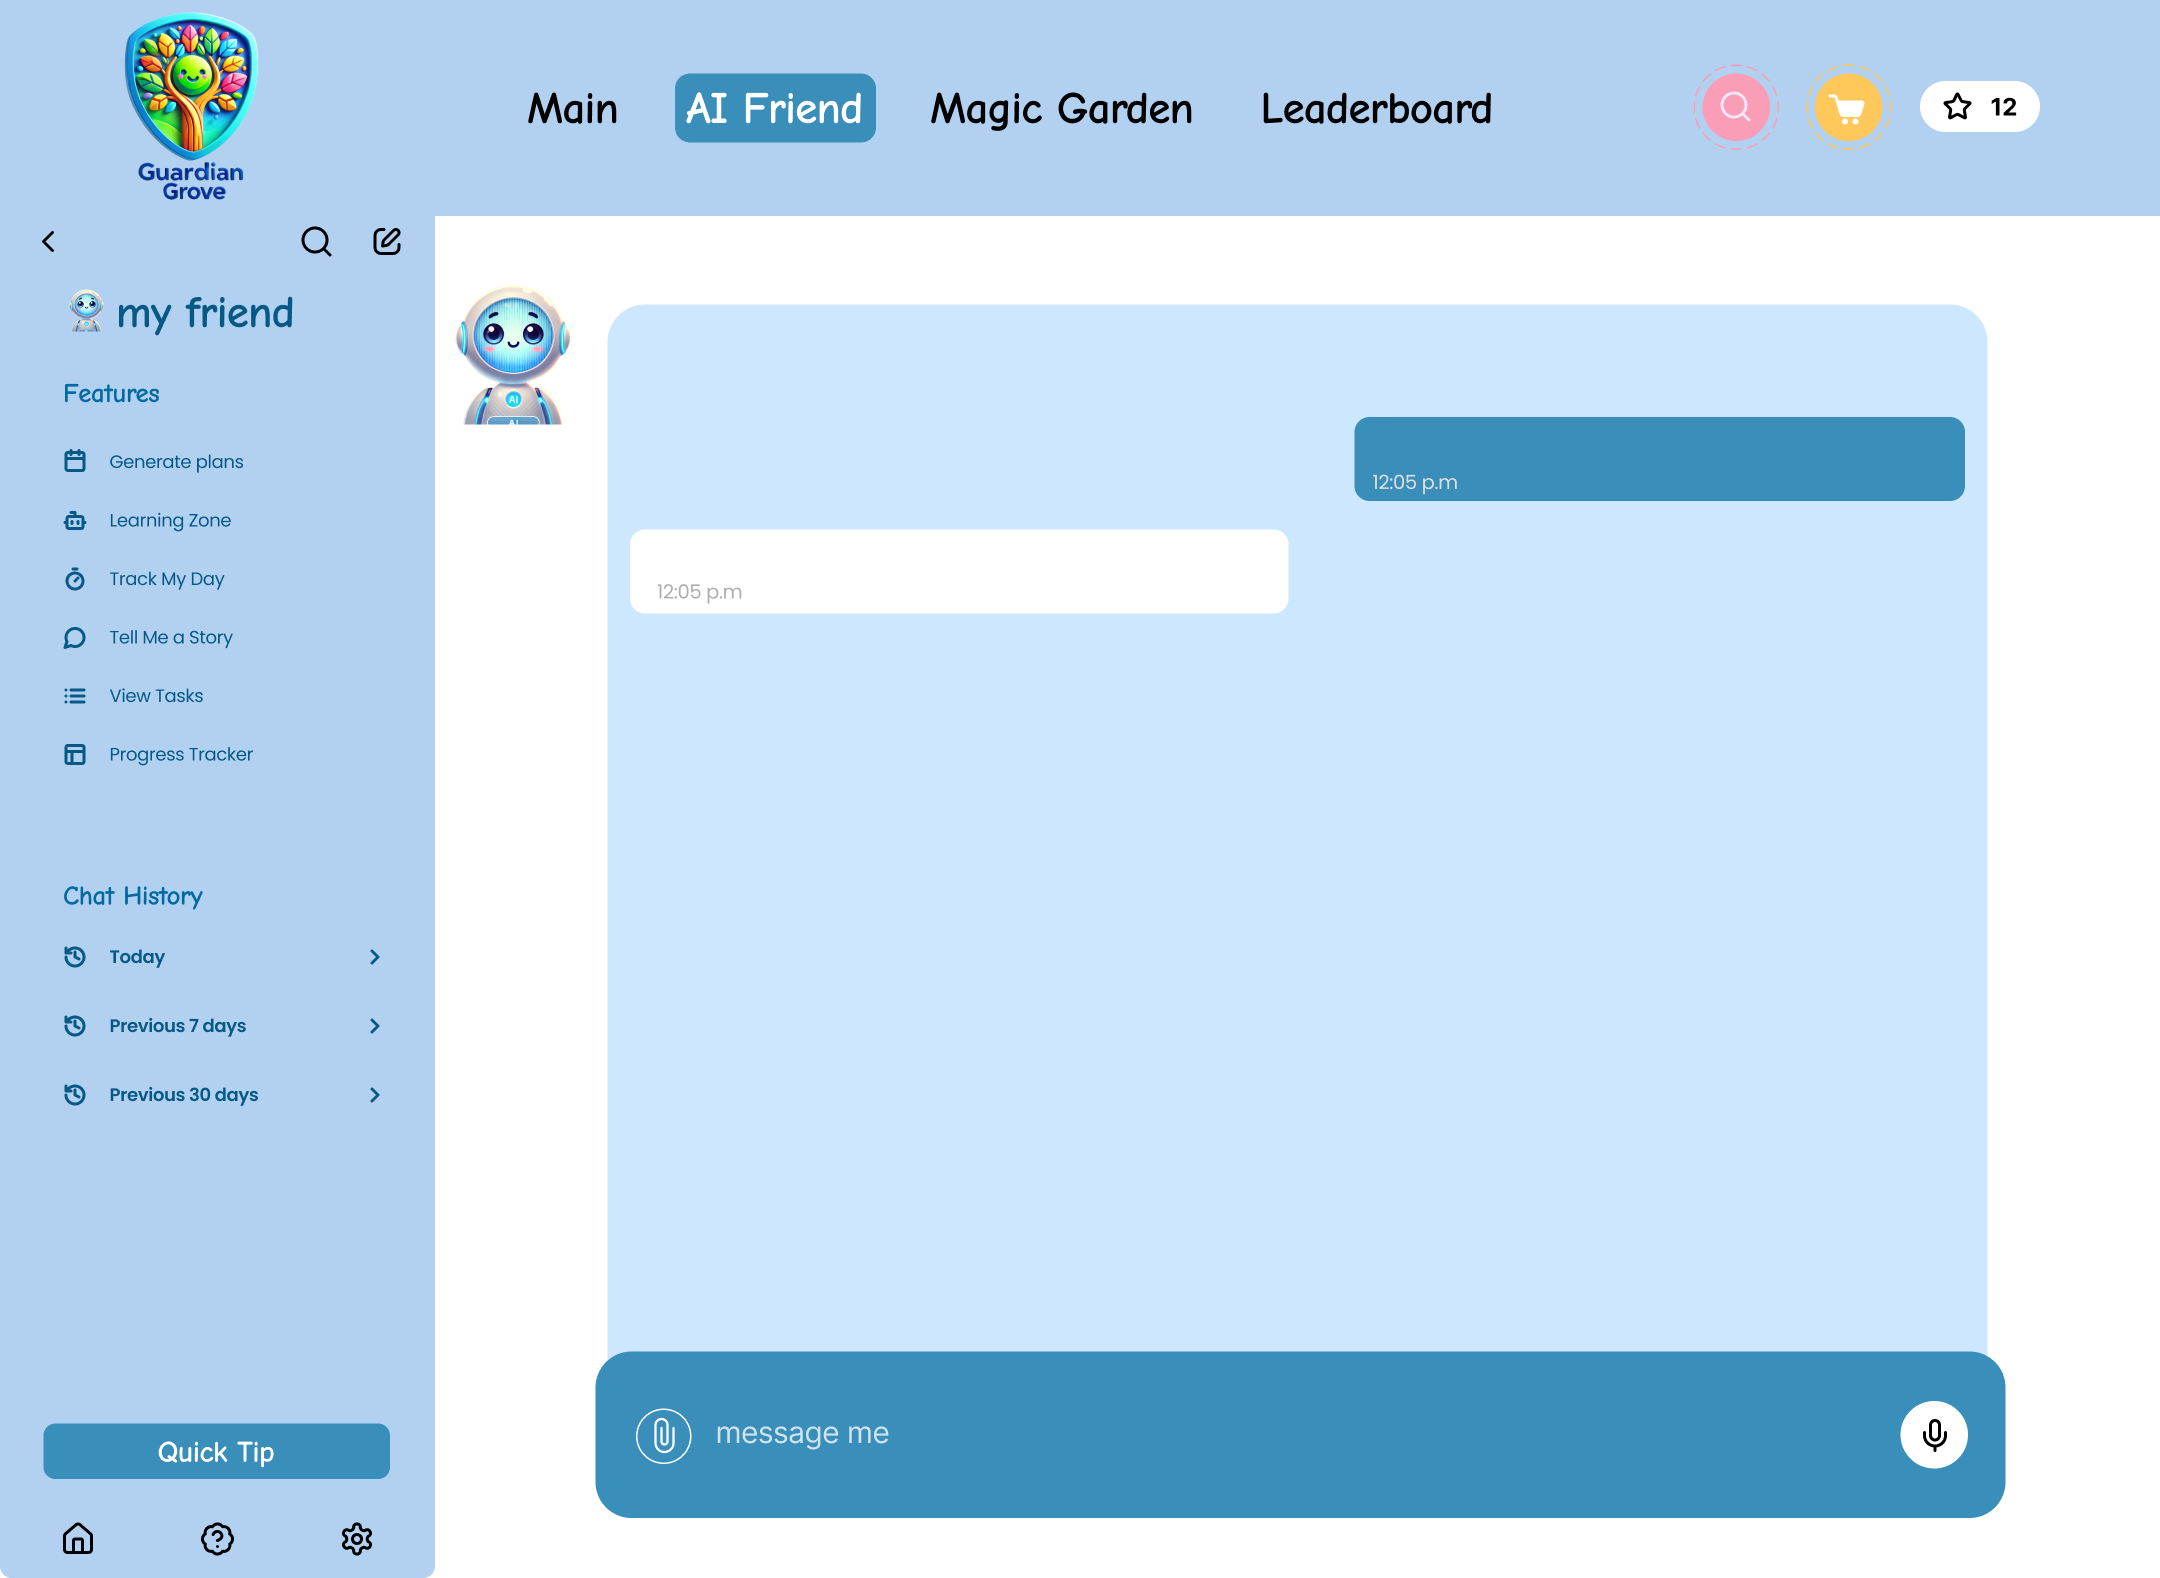 Guardian
Grove
Main
AI Friend
Magic Garden
Leaderboard
12
my friend
Features
Generate plans
Learning Zone
Track My Day
Tell Me a Story
View Tasks
Progress Tracker
Chat History
Today
Previous 7 days
Previous 30 days
Quick Tip
AI
AI
12:05 p.m
12:05 p.m
message me